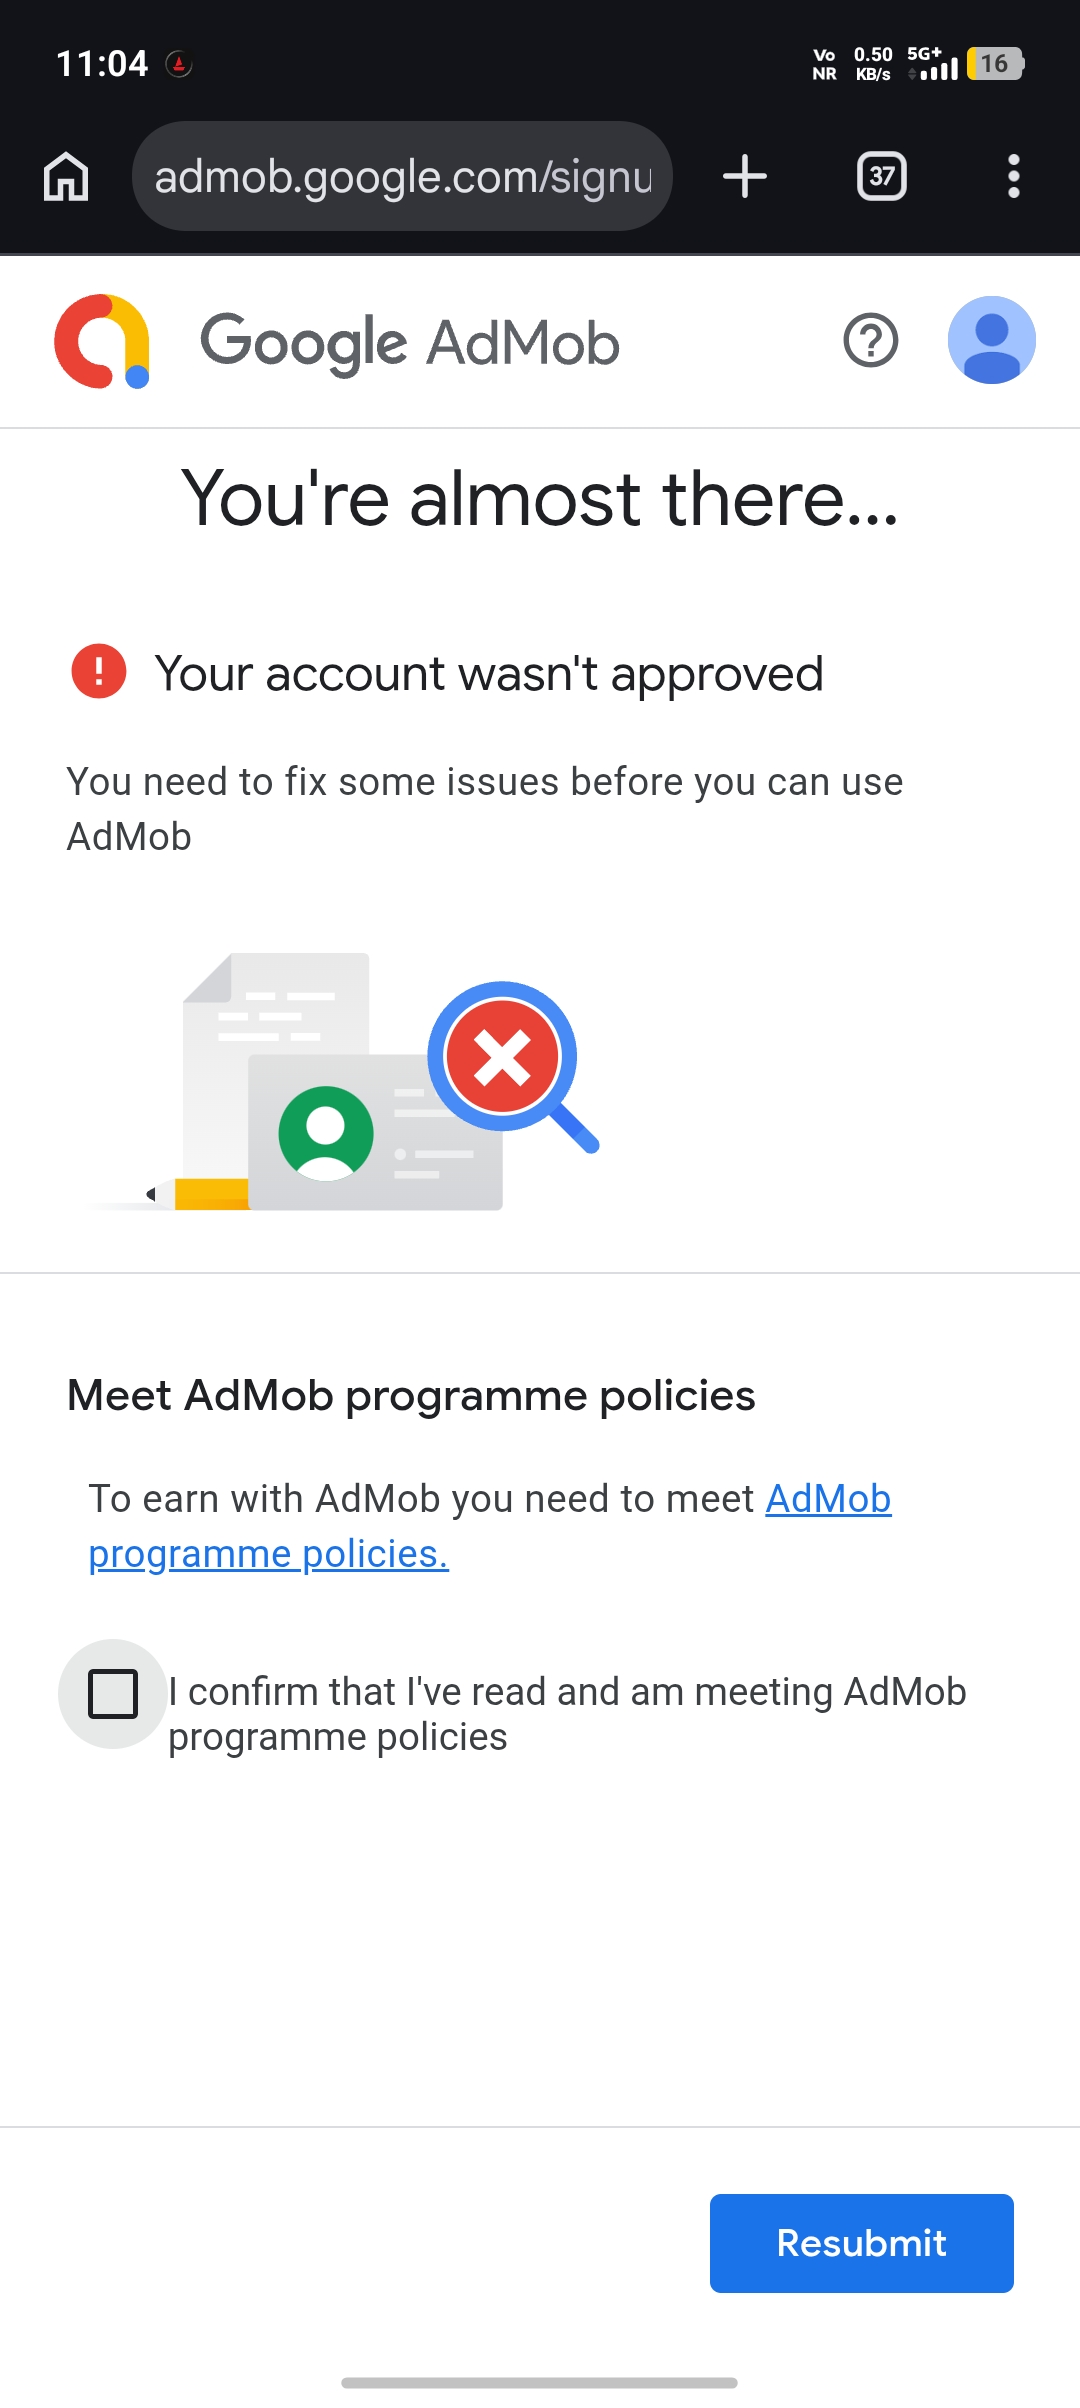 11:04
Vo
NR
0.50
KB/s
5G+
16
admob.google.com/signu
37
Google AdMob
You're almost there...
Your account wasn't approved
You need to fix some issues before you can use
AdMob
Meet AdMob programme policies
To earn with AdMob you need to meet AdMob
programme policies.
I confirm that I've read and am meeting AdMob
programme policies
Resubmit